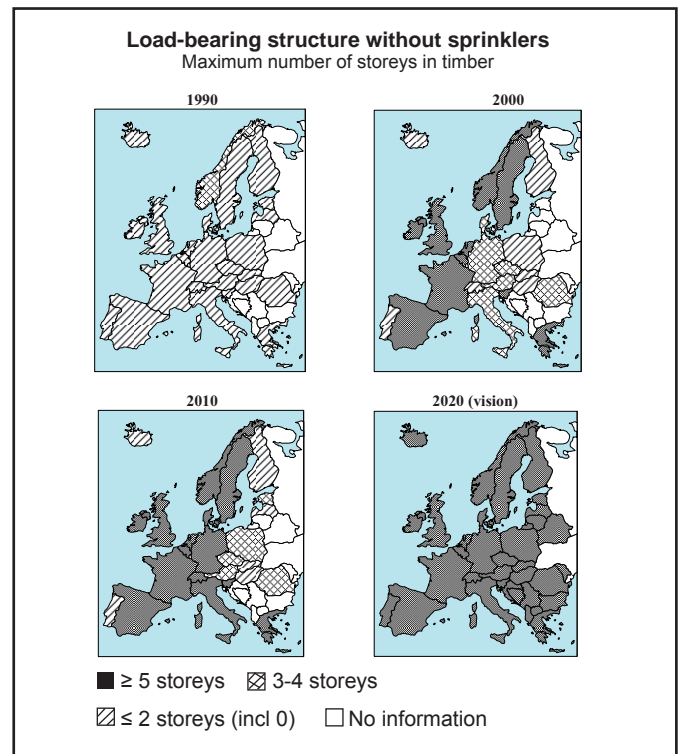 Load-bearing structure without sprinklers
Maximum number of storeys in timber
1990 2000
2010 2020 (vision)
≥ 5 storeys 3-4 storeys
≤ 2 storeys (incl 0) No information